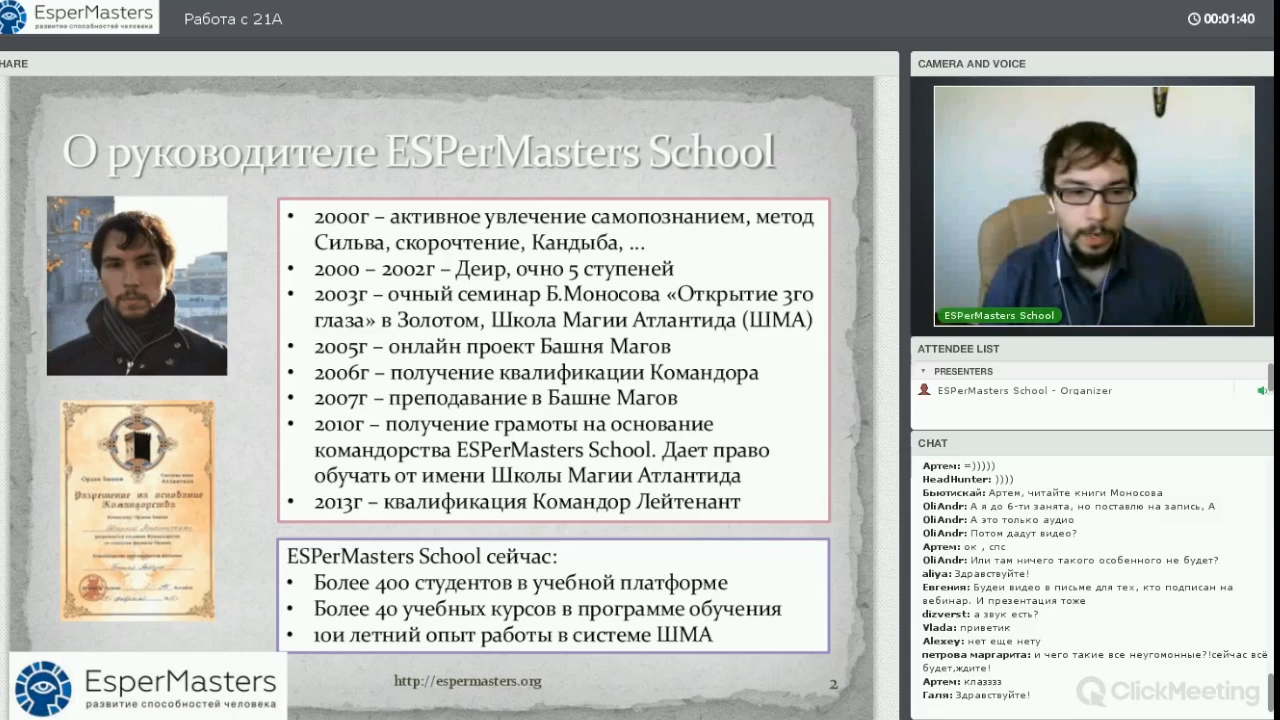 EsperMasters
развитие способностей человека
Работа с 21А
00:01:40
HARE
О руководителе ESPerMasters School
• 2000г – активное увлечение самопознанием, метод
Сильва, скорочтение, Кандыба, ...
• 2000 – 2002г – Деир, очно 5 ступеней
• 2003г – очный семинар Б.Моносова «Открытие 3го
глаза» в Золотом, Школа Магии Атлантида (ШМА)
• 2005г – онлайн проект Башня Магов
• 2006г – получение квалификации Командора
• 2007г – преподавание в Башне Магов
• 2010г – получение грамоты на основание
командорства ESPerMasters School. Дает право
обучать от имени Школы Магии Атлантида
• 2013г – квалификация Командор Лейтенант
Орден Башни
Атлантида
Разрешение на основание
Командорства
ESPerMasters School сейчас:
• Более 400 студентов в учебной платформе
• Более 40 учебных курсов в программе обучения
• 10и летний опыт работы в системе ШМА
EsperMasters
развитие способностей человека
http://espermasters.org
2
CAMERA AND VOICE
ESPerMasters School
ATTENDEE LIST
PRESENTERS
ESPerMasters School - Organizer
CHAT
Артем: =)))))
HeadHunter: ))))
Бьютискай: Артем, читайте книги Моносова
OliAndr: А я до 6-ти занята, но поставлю на запись, А
OliAndr: А это только аудио
OliAndr: Потом дадут видео?
Артем: ок , спс
OliAndr: Или там ничего такого особенного не будет?
aliya: Здравствуйте!
Евгения: Будеи видео в письме для тех, кто подписан на
вебинар. И презентация тоже
dizverst: а звук есть?
Vlada: приветик
Alexey: нет еще нету
петрова маргарита: и чего такие все неугомонные?!сейчас всё
будет,ждите!
Артем: клазззз
Галя: Здравствуйте!
ClickMeeting